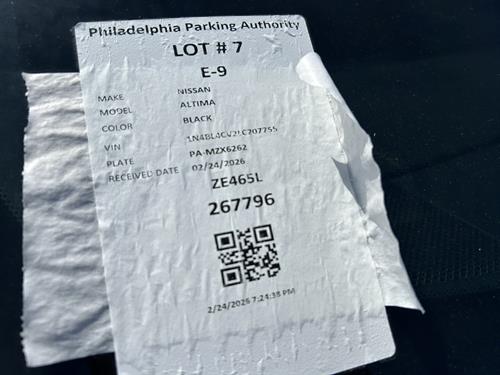 Philadelphia Parking Authority
LOT # 7
E-9
MAKE NISSAN
MODEL ALTIMA
COLOR BLACK
VIN
PLATE PA-MZX6262
RECEIVED DATE 02/24/2026
ZE465L
267796
2/24/2026 7:24:38 PM